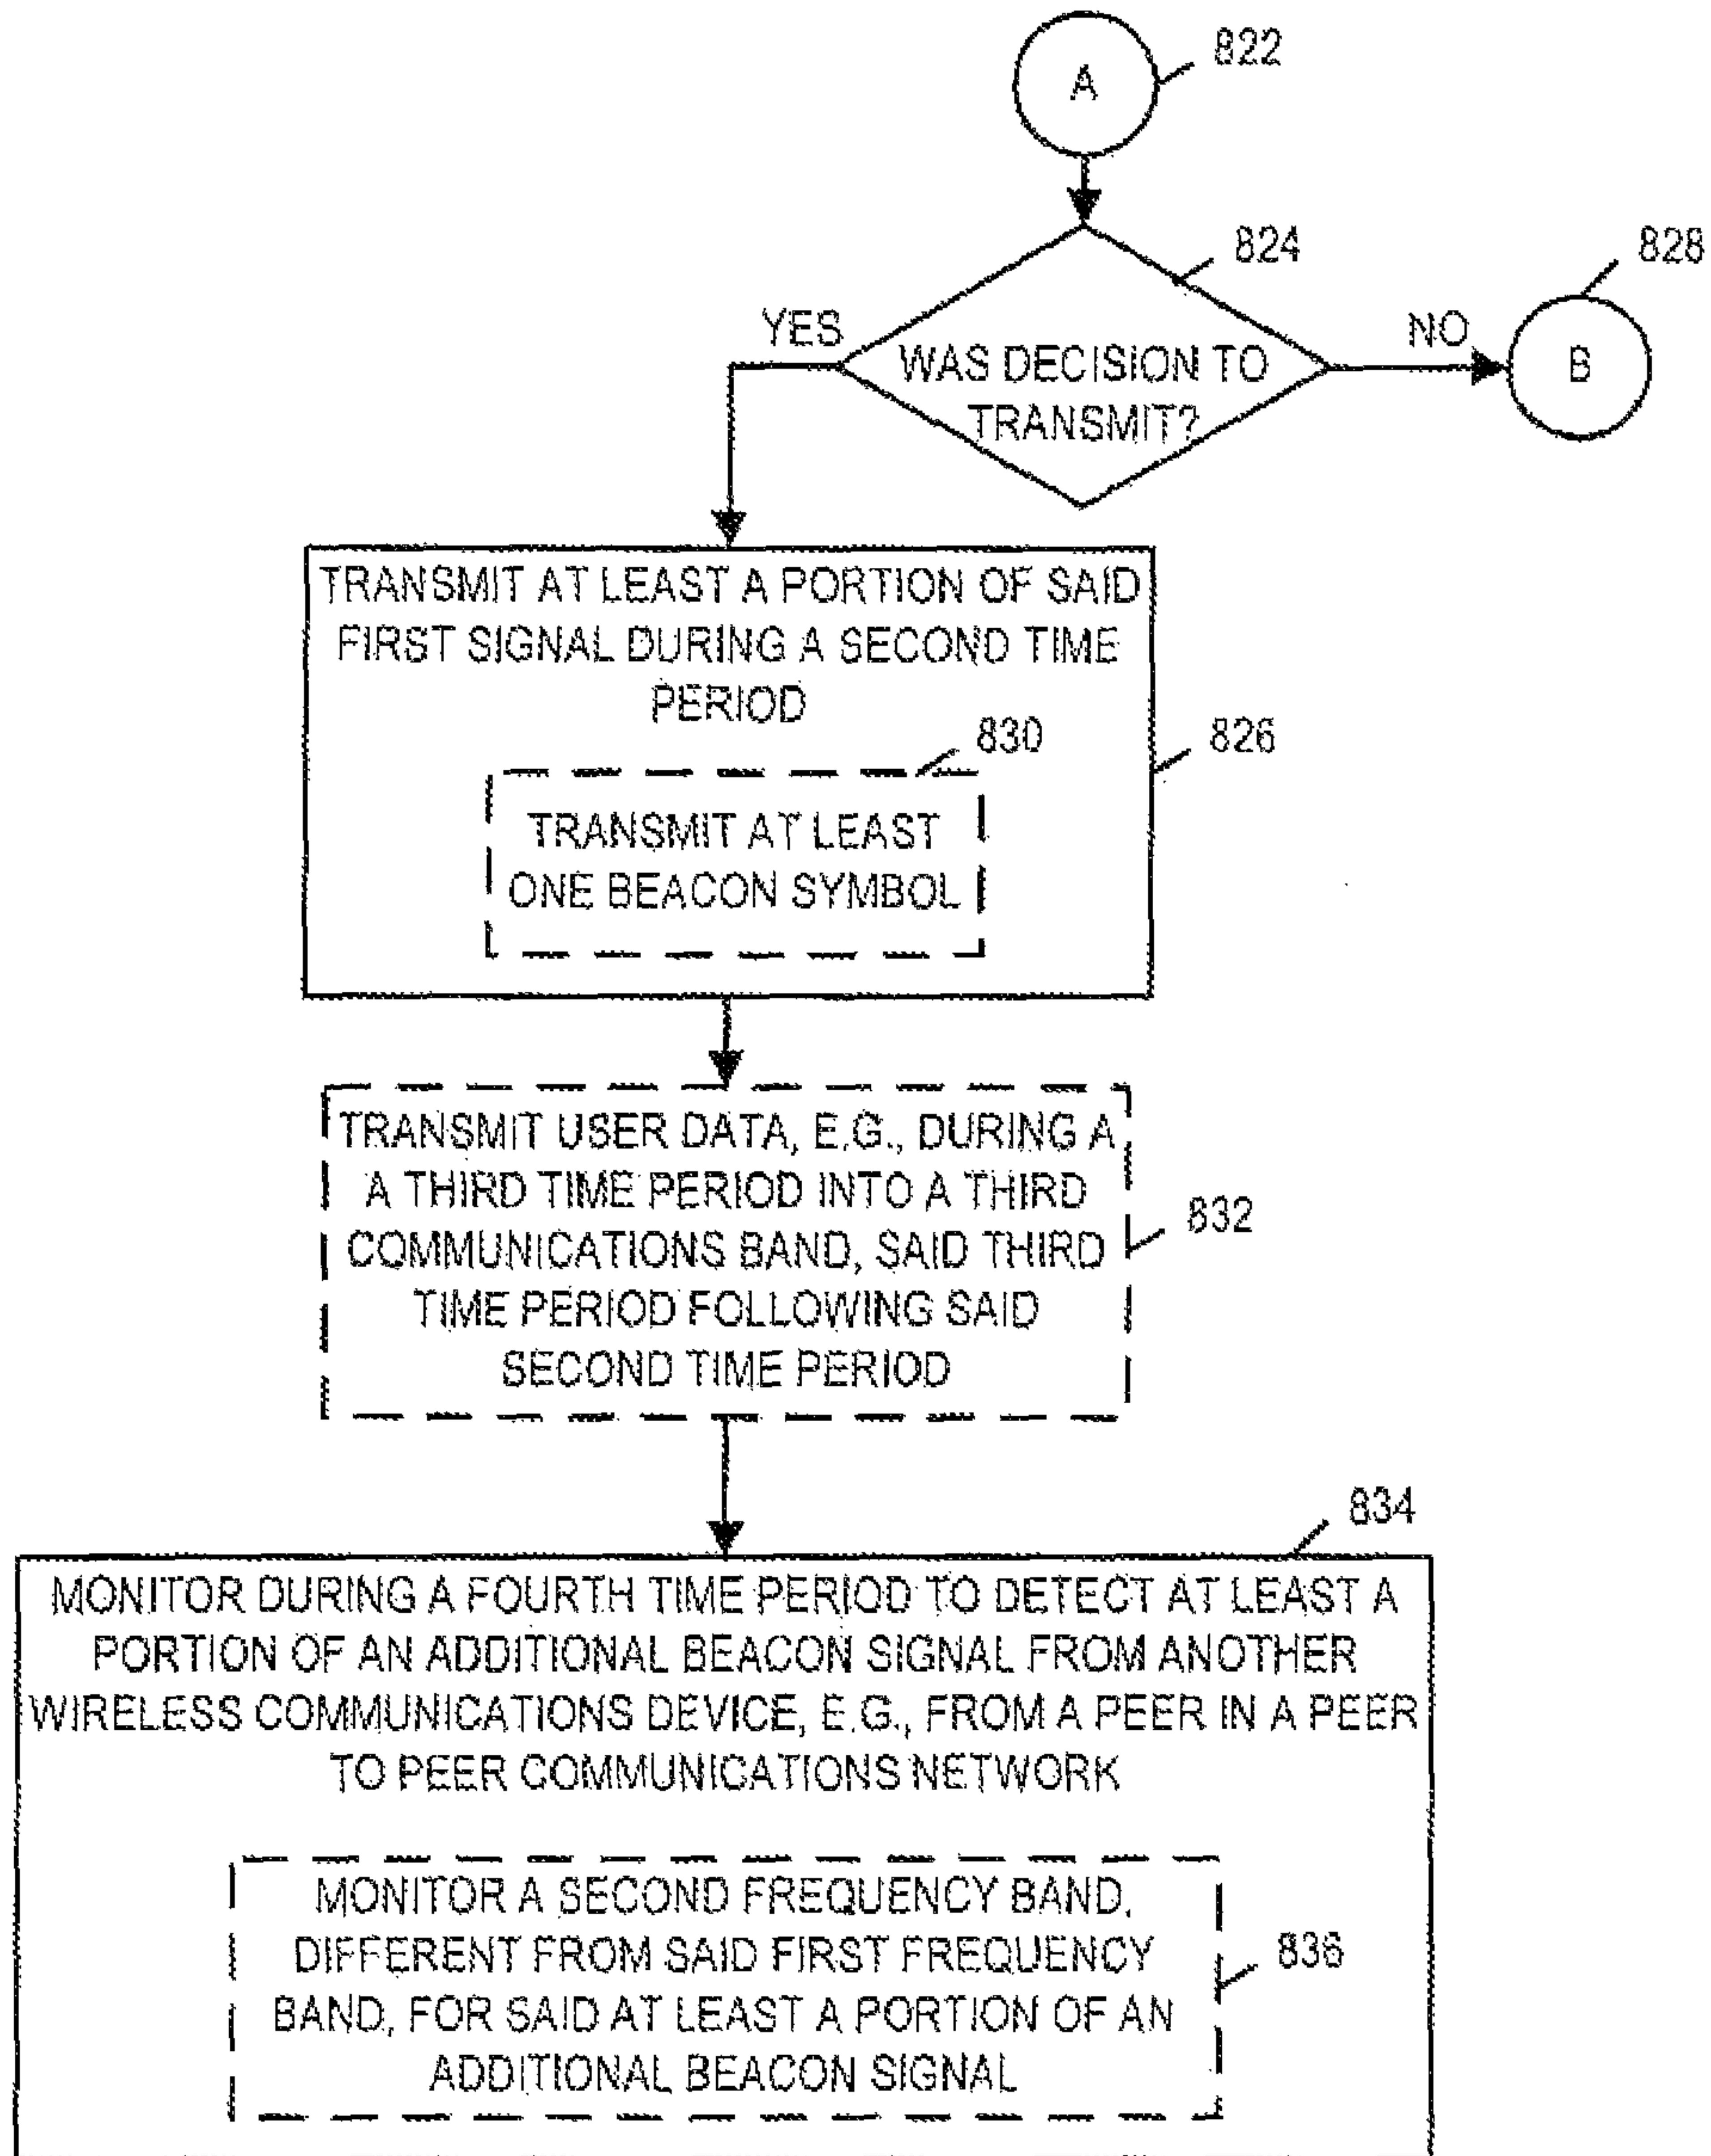 A
822
824
828
YES
NO
B
WAS DECISION TO
TRANSMIT?
TRANSMIT AT LEAST A PORTION OF SAID
FIRST SIGNAL DURING A SECOND TIME
PERIOD
830
826
TRANSMIT AT LEAST
ONE BEACON SYMBOL
TRANSMIT USER DATA, E.G., DURING A
A THIRD TIME PERIOD INTO A THIRD
COMMUNICATIONS BAND, SAID THIRD
TIME PERIOD FOLLOWING SAID
SECOND TIME PERIOD
832
834
MONITOR DURING A FOURTH TIME PERIOD TO DETECT AT LEAST A
PORTION OF AN ADDITIONAL BEACON SIGNAL FROM ANOTHER
WIRELESS COMMUNICATIONS DEVICE, E.G., FROM A PEER IN A PEER
TO PEER COMMUNICATIONS NETWORK
MONITOR A SECOND FREQUENCY BAND,
DIFFERENT FROM SAID FIRST FREQUENCY
BAND, FOR SAID AT LEAST A PORTION OF AN
ADDITIONAL BEACON SIGNAL
836